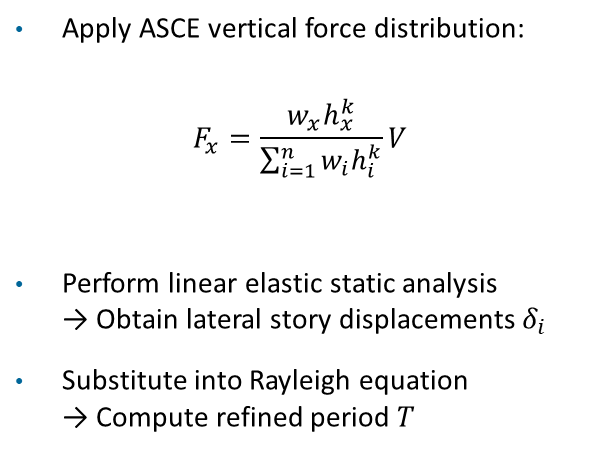 • Apply ASCE vertical force distribution:
$F_x = \frac{w_x h_x^k}{\sum_{i=1}^{n} w_i h_i^k} V$
• Perform linear elastic static analysis
→ Obtain lateral story displacements $\delta_i$
• Substitute into Rayleigh equation
→ Compute refined period $T$